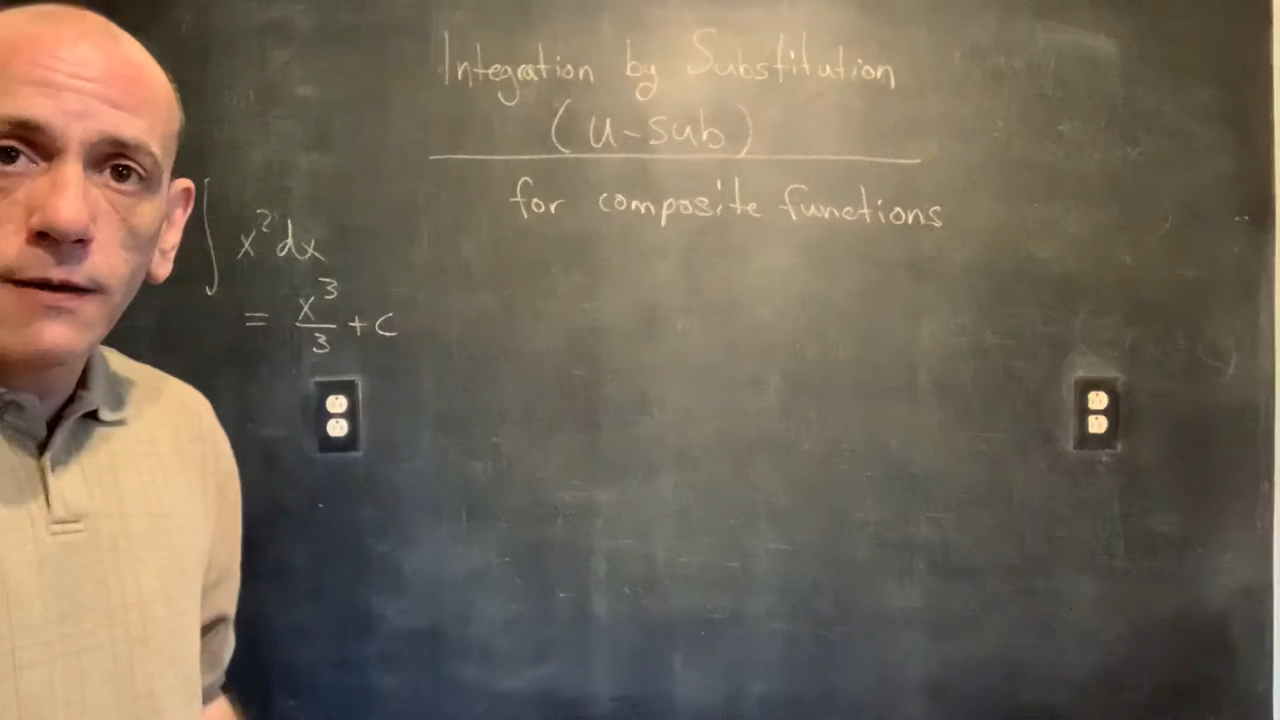 Integration by Substitution
(u-sub)
for composite functions
∫ x² dx
= x³/3 + c